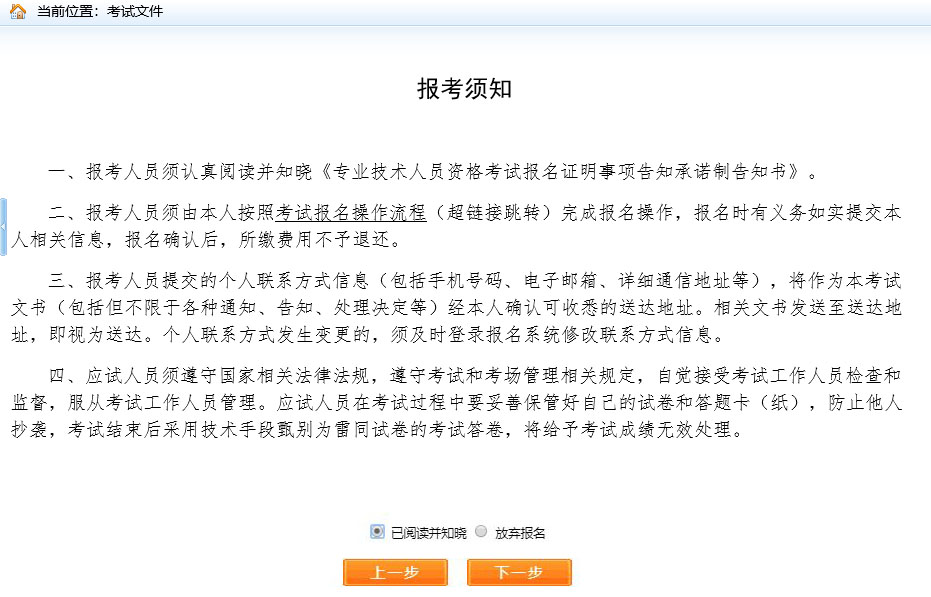 当前位置：考试文件
报考须知
一、报考人员须认真阅读并知晓《专业技术人员资格考试报名证明事项告知承诺制告知书》。
二、报考人员须由本人按照考试报名操作流程（超链接跳转）完成报名操作，报名时有义务如实提交本
人相关信息，报名确认后，所缴费用不予退还。
三、报考人员提交的个人联系方式信息（包括手机号码、电子邮箱、详细通信地址等），将作为本考试
文书（包括但不限于各种通知、告知、处理决定等）经本人确认可收悉的送达地址。相关文书发送至送达地
址，即视为送达。个人联系方式发生变更的，须及时登录报名系统修改联系方式信息。
四、应试人员须遵守国家相关法律法规，遵守考试和考场管理相关规定，自觉接受考试工作人员检查和
监督，服从考试工作人员管理。应试人员在考试过程中要妥善保管好自己的试卷和答题卡（纸），防止他人
抄袭，考试结束后采用技术手段甄别为雷同试卷的考试答卷，将给予考试成绩无效处理。
已阅读并知晓 放弃报名
上一步 下一步